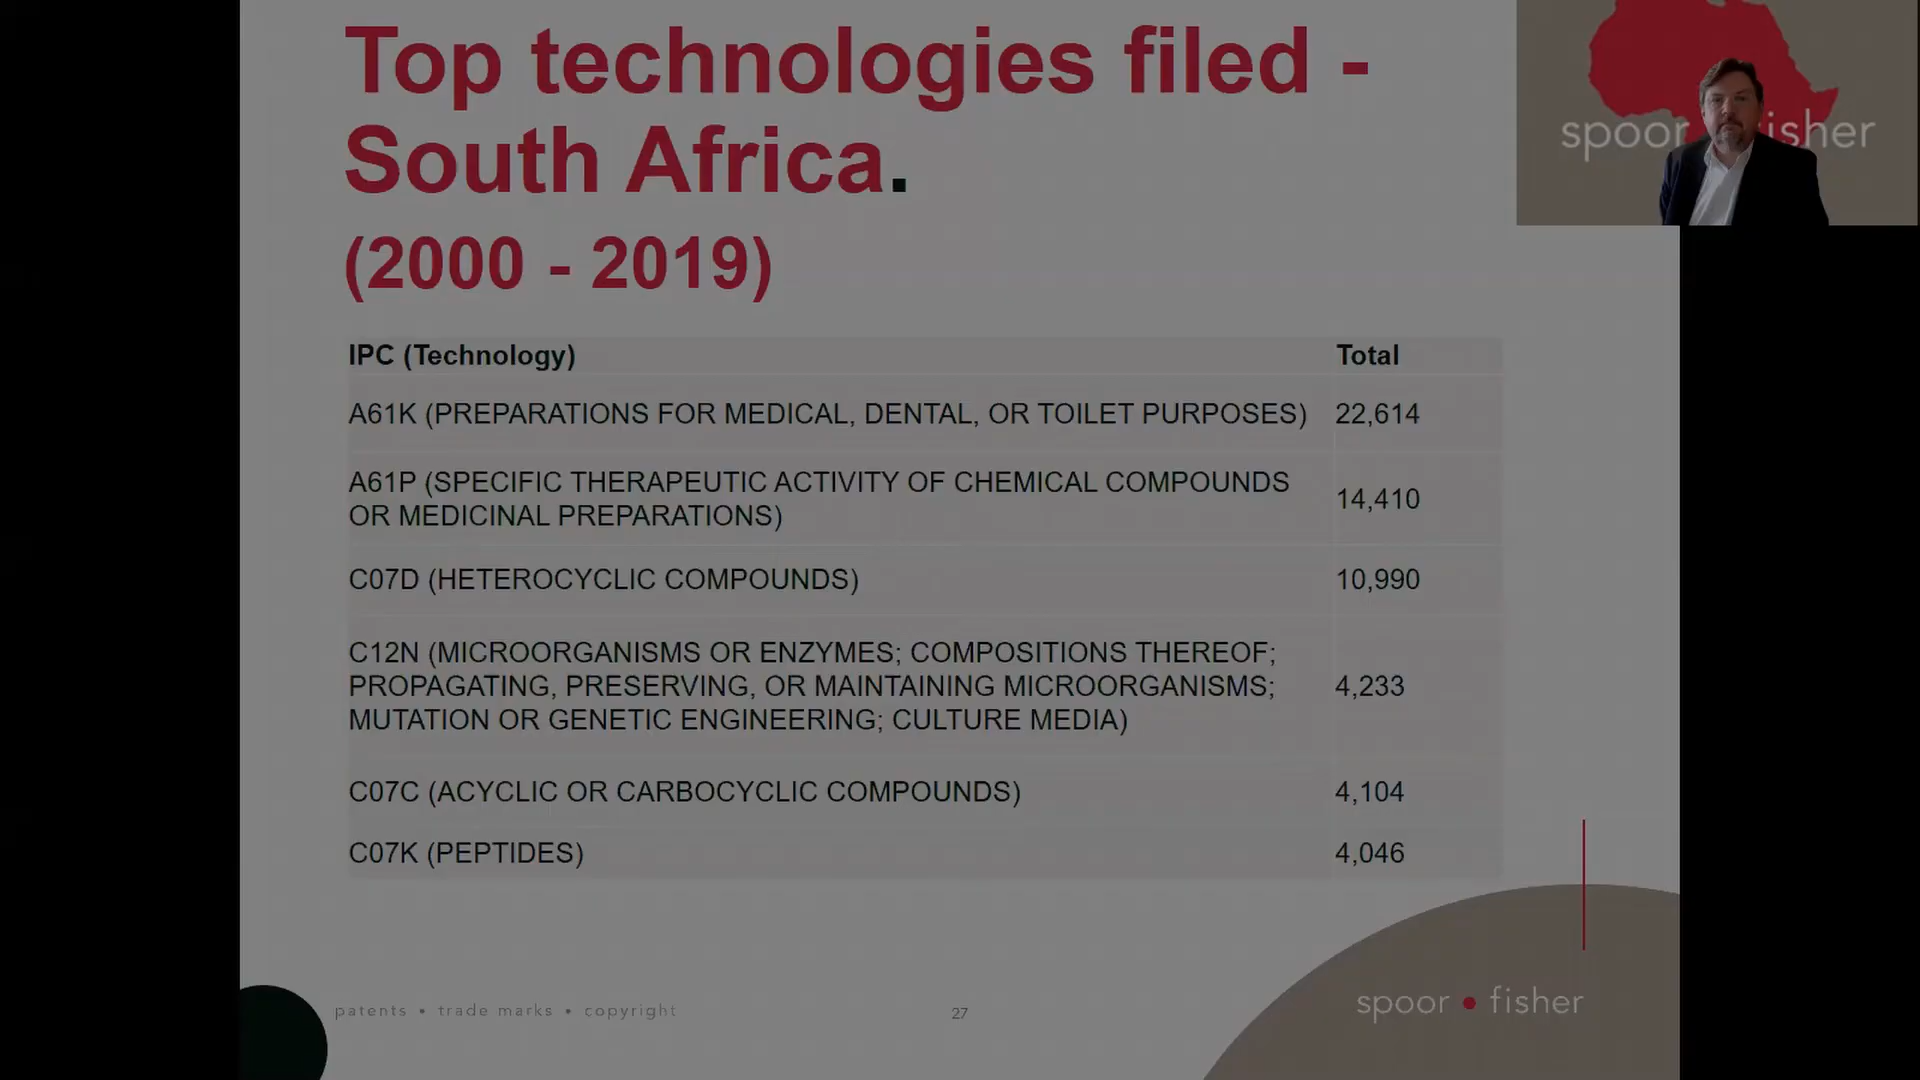 Top technologies filed -
South Africa.
(2000 - 2019)
spoor fisher
IPC (Technology) Total
A61K (PREPARATIONS FOR MEDICAL, DENTAL, OR TOILET PURPOSES) 22,614
A61P (SPECIFIC THERAPEUTIC ACTIVITY OF CHEMICAL COMPOUNDS
OR MEDICINAL PREPARATIONS) 14,410
C07D (HETEROCYCLIC COMPOUNDS) 10,990
C12N (MICROORGANISMS OR ENZYMES; COMPOSITIONS THEREOF;
PROPAGATING, PRESERVING, OR MAINTAINING MICROORGANISMS; 4,233
MUTATION OR GENETIC ENGINEERING; CULTURE MEDIA)
C07C (ACYCLIC OR CARBOCYCLIC COMPOUNDS) 4,104
C07K (PEPTIDES) 4,046
patents • trade marks • copyright
27
spoor • fisher